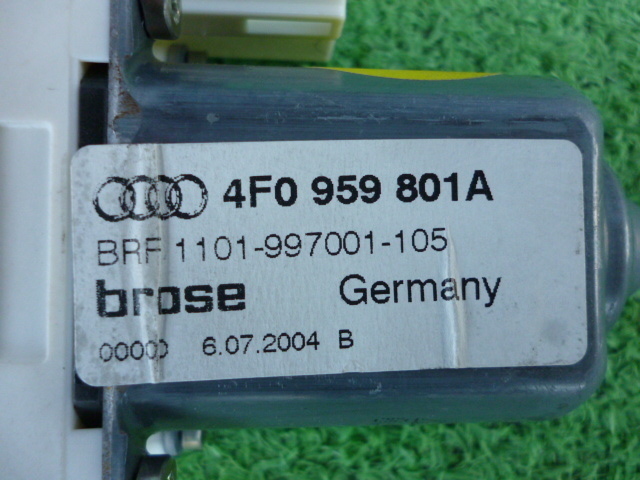 4F0 959 801A
BRF 1101-997001-105
brose Germany
00000 6.07.2004 B